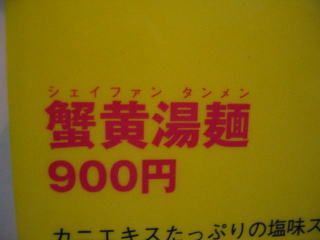 シェイファン タンメン
蟹黄湯麺
900円
カニエキスたっぷりの塩味ス